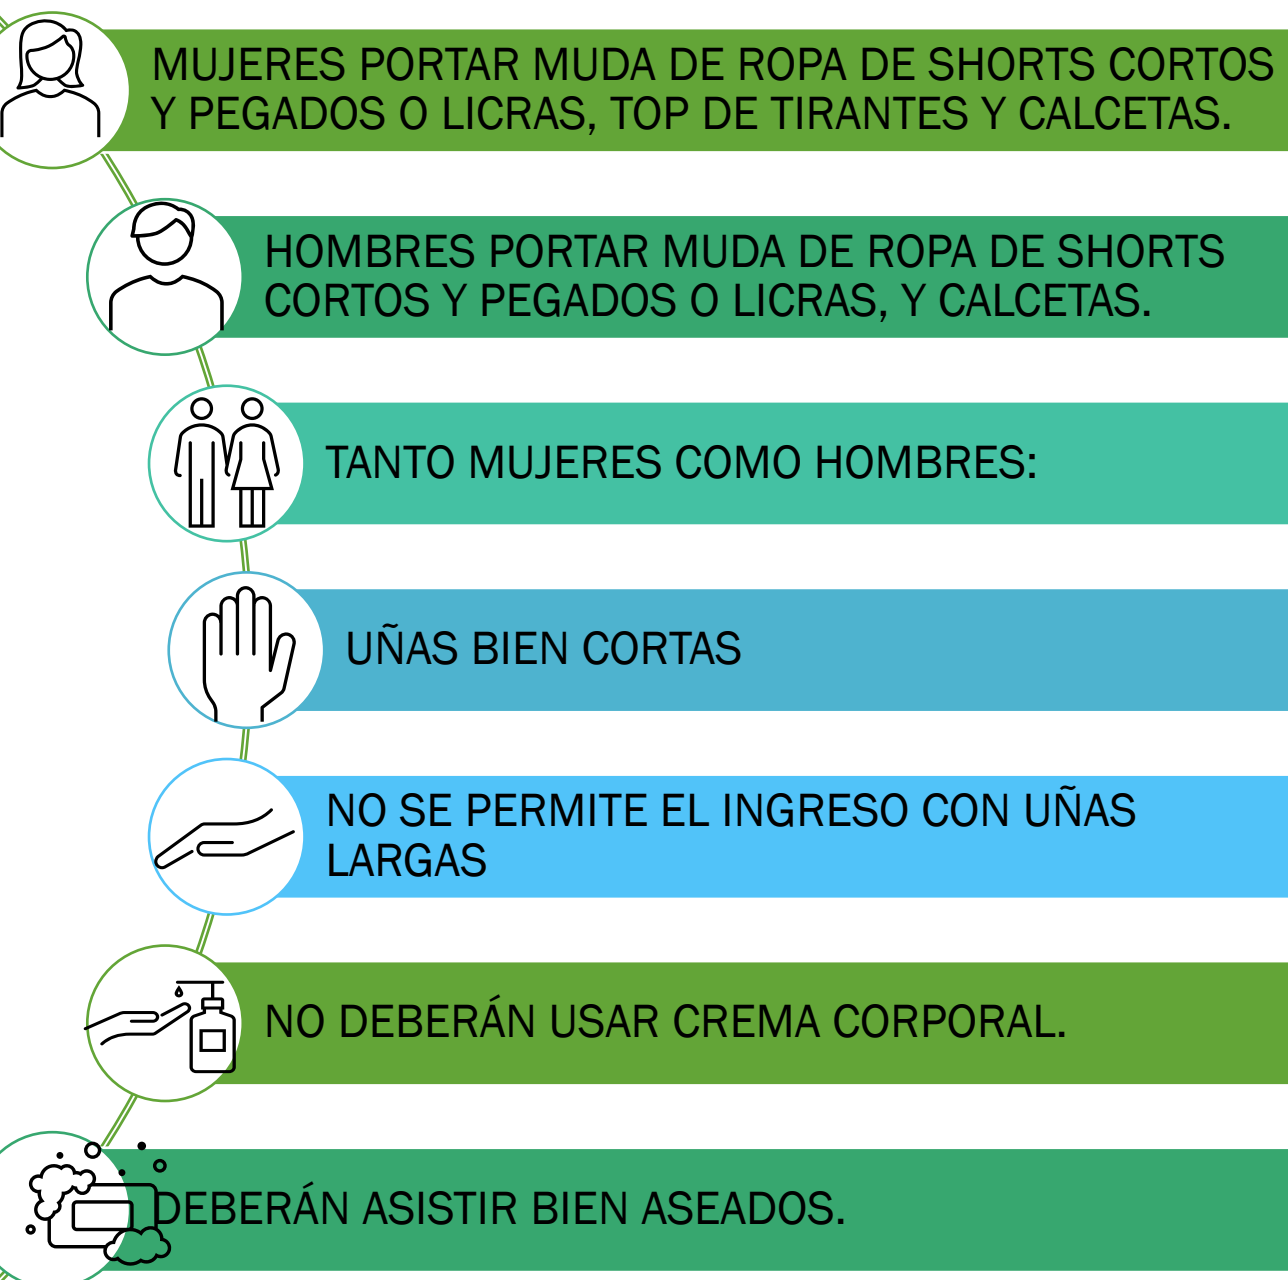 MUJERES PORTAR MUDA DE ROPA DE SHORTS CORTOS
Y PEGADOS O LICRAS, TOP DE TIRANTES Y CALCETAS.
HOMBRES PORTAR MUDA DE ROPA DE SHORTS
CORTOS Y PEGADOS O LICRAS, Y CALCETAS.
TANTO MUJERES COMO HOMBRES:
UÑAS BIEN CORTAS
NO SE PERMITE EL INGRESO CON UÑAS
LARGAS
NO DEBERÁN USAR CREMA CORPORAL.
DEBERÁN ASISTIR BIEN ASEADOS.